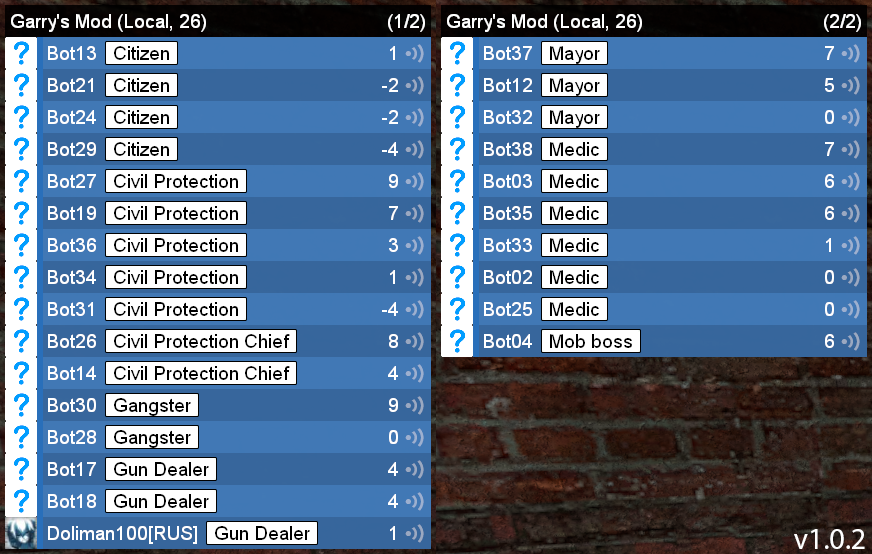 Garry's Mod (Local, 26) (1/2)
? Bot13 Citizen 1
? Bot21 Citizen -2
? Bot24 Citizen -2
? Bot29 Citizen -4
? Bot27 Civil Protection 9
? Bot19 Civil Protection 7
? Bot36 Civil Protection 3
? Bot34 Civil Protection 1
? Bot31 Civil Protection -4
? Bot26 Civil Protection Chief 8
? Bot14 Civil Protection Chief 4
? Bot30 Gangster 9
? Bot28 Gangster 0
? Bot17 Gun Dealer 4
? Bot18 Gun Dealer 4
Doliman100[RUS] Gun Dealer 1
Garry's Mod (Local, 26) (2/2)
? Bot37 Mayor 7
? Bot12 Mayor 5
? Bot32 Mayor 0
? Bot38 Medic 7
? Bot03 Medic 6
? Bot35 Medic 6
? Bot33 Medic 1
? Bot02 Medic 0
? Bot25 Medic 0
? Bot04 Mob boss 6
v1.0.2